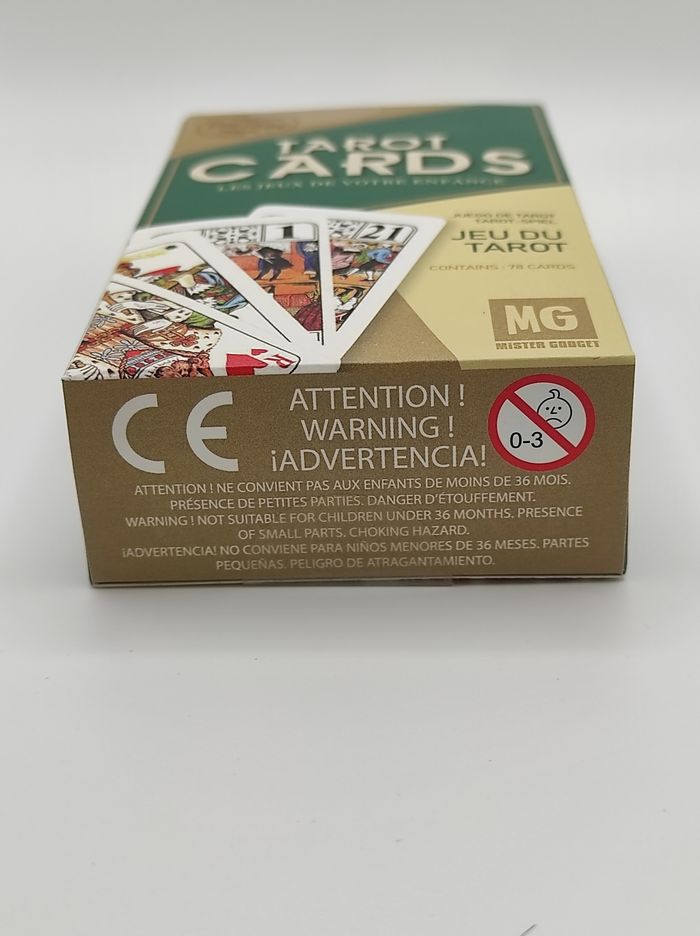 TAROT
CARDS
LES JEUX DE VOTRE ENFANCE
JUEGO DE TAROT
TAROT-SPIEL
JEU DU
TAROT
CONTAINS : 78 CARDS
1
21
MG
MISTER GODGET
R
CE
ATTENTION !
WARNING !
¡ADVERTENCIA!
0-3
ATTENTION ! NE CONVIENT PAS AUX ENFANTS DE MOINS DE 36 MOIS.
PRÉSENCE DE PETITES PARTIES. DANGER D'ÉTOUFFEMENT.
WARNING ! NOT SUITABLE FOR CHILDREN UNDER 36 MONTHS. PRESENCE
OF SMALL PARTS. CHOKING HAZARD.
¡ADVERTENCIA! NO CONVIENE PARA NIÑOS MENORES DE 36 MESES. PARTES
PEQUEÑAS. PELIGRO DE ATRAGANTAMIENTO.